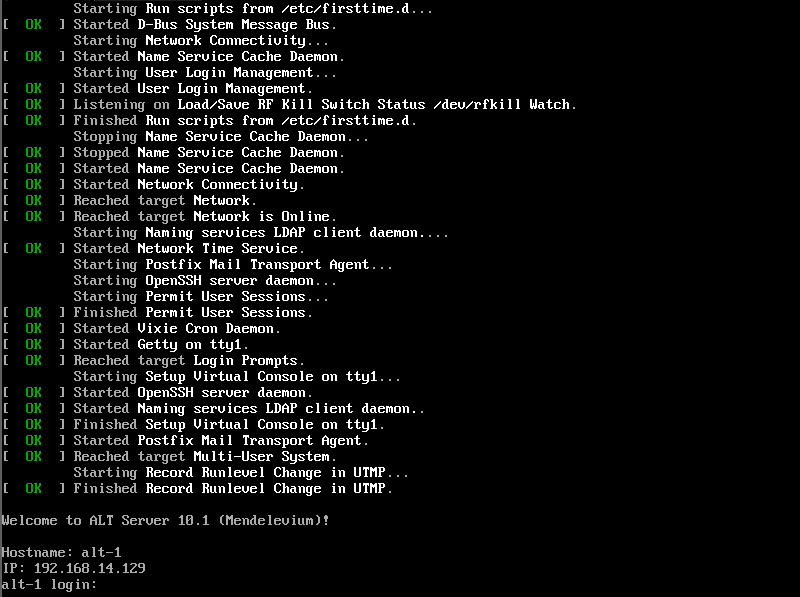 Starting Run scripts from /etc/firsttime.d...
[  OK  ] Started D-Bus System Message Bus.
Starting Network Connectivity...
[  OK  ] Started Name Service Cache Daemon.
Starting User Login Management...
[  OK  ] Started User Login Management.
[  OK  ] Listening on Load/Save RF Kill Switch Status /dev/rfkill Watch.
[  OK  ] Finished Run scripts from /etc/firsttime.d.
Stopping Name Service Cache Daemon...
[  OK  ] Stopped Name Service Cache Daemon.
[  OK  ] Started Name Service Cache Daemon.
[  OK  ] Started Network Connectivity.
[  OK  ] Reached target Network.
[  OK  ] Reached target Network is Online.
Starting Naming services LDAP client daemon....
[  OK  ] Started Network Time Service.
Starting Postfix Mail Transport Agent...
Starting OpenSSH server daemon...
Starting Permit User Sessions...
[  OK  ] Finished Permit User Sessions.
[  OK  ] Started Vixie Cron Daemon.
[  OK  ] Started Getty on tty1.
[  OK  ] Reached target Login Prompts.
Starting Setup Virtual Console on tty1...
[  OK  ] Started OpenSSH server daemon.
[  OK  ] Started Naming services LDAP client daemon..
[  OK  ] Finished Setup Virtual Console on tty1.
[  OK  ] Started Postfix Mail Transport Agent.
[  OK  ] Reached target Multi-User System.
Starting Record Runlevel Change in UTMP...
[  OK  ] Finished Record Runlevel Change in UTMP.
Welcome to ALT Server 10.1 (Mendelevium)!
Hostname: alt-1
IP: 192.168.14.129
alt-1 login: